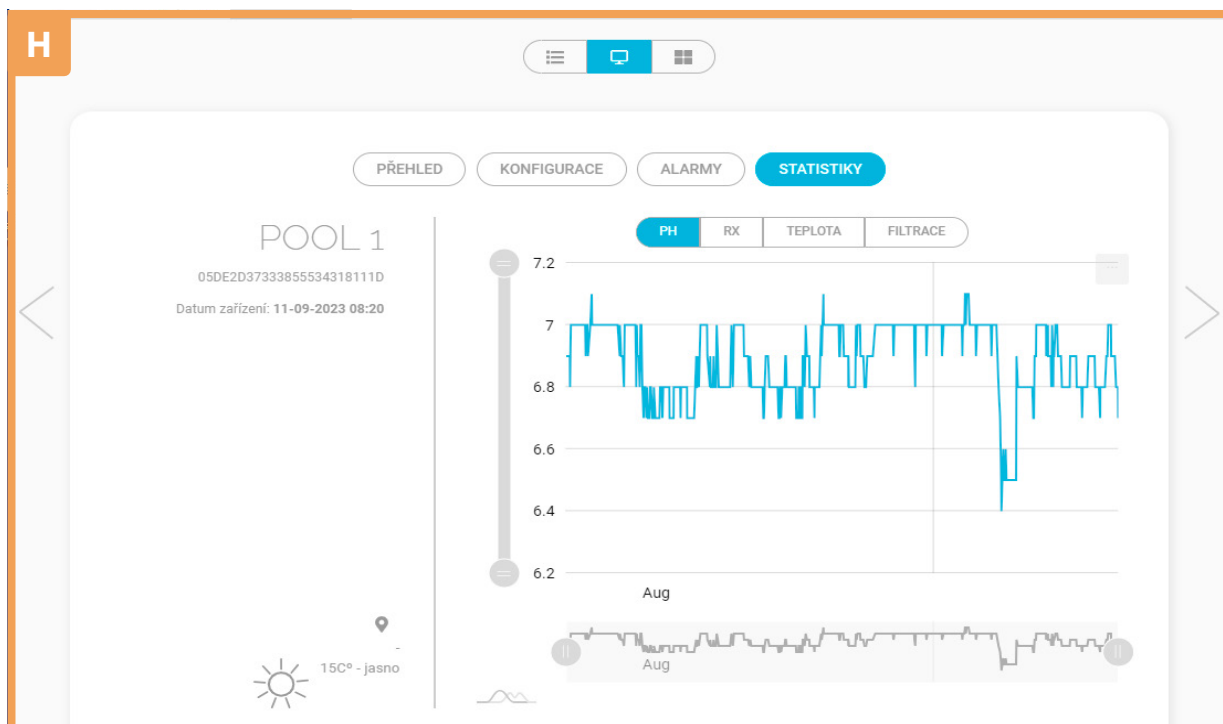 H
PŘEHLED KONFIGURACE ALARMY STATISTIKY
POOL 1
05DE2D37333855534318111D
Datum zařízení: 11-09-2023 08:20
PH RX TEPLOTA FILTRACE
7.2
7
6.8
6.6
6.4
6.2
Aug
Aug
-
15Cº - jasno